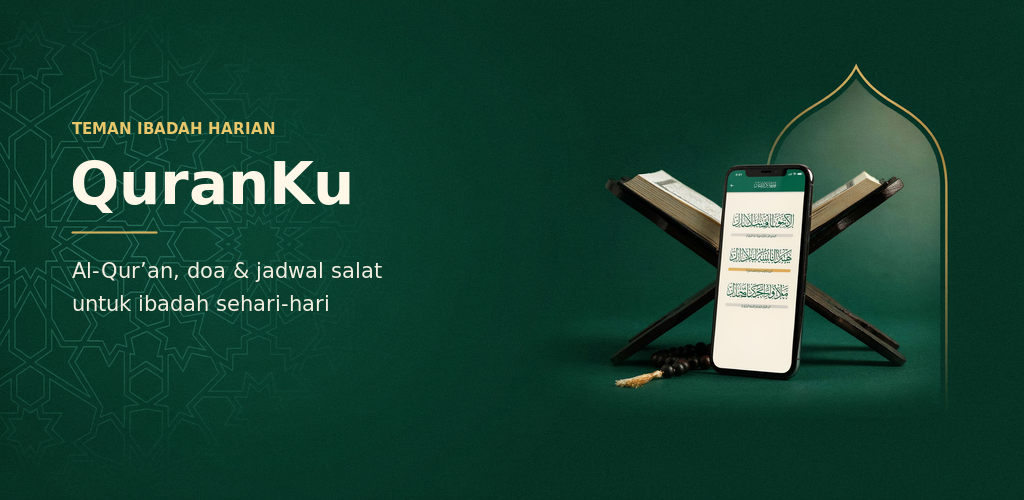 TEMAN IBADAH HARIAN
QuranKu
Al-Qur’an, doa & jadwal salat
untuk ibadah sehari-hari